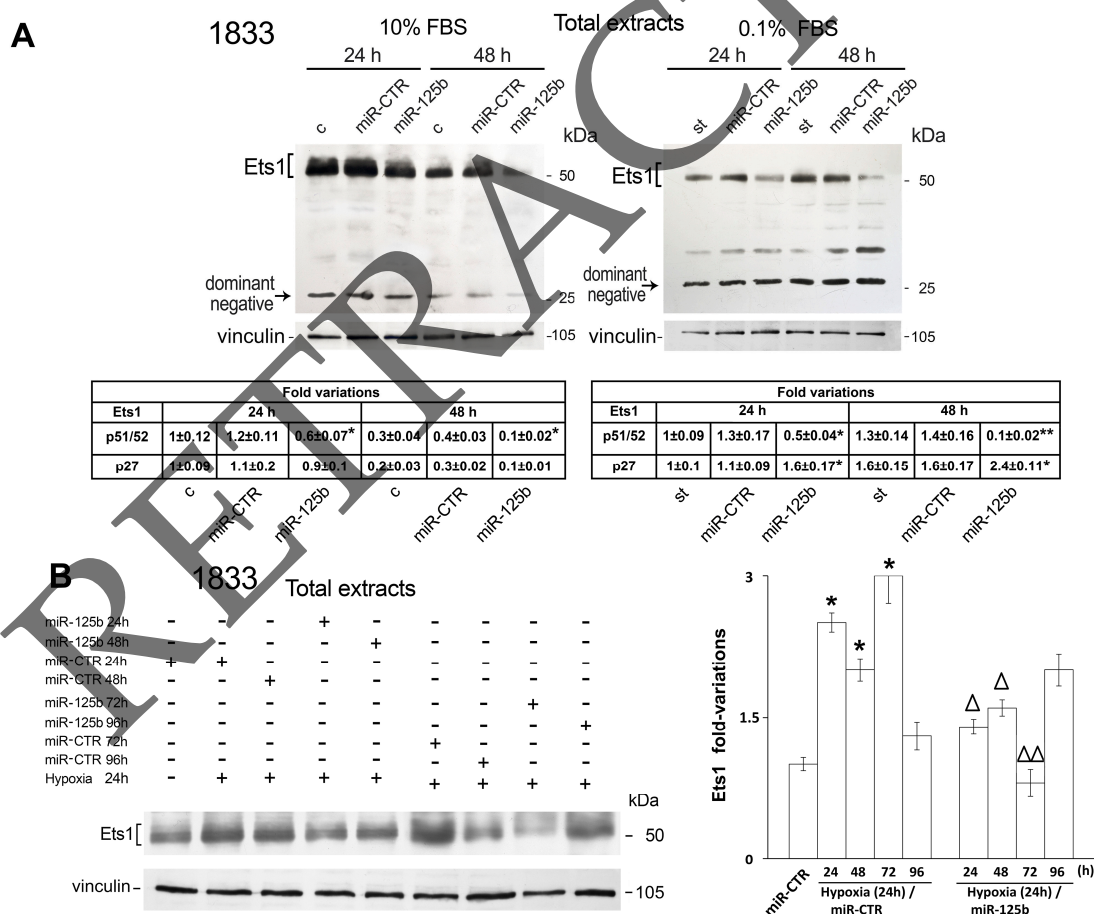 A
1833
Total extracts
10% FBS
0.1% FBS
24 h 48 h 24 h 48 h
c miR-CTR miR-125b c miR-CTR miR-125b
st miR-CTR miR-125b st miR-CTR miR-125b
kDa kDa
Ets1[ - 50 Ets1[ - 50
dominant
negative → 25
dominant
negative → - 25
vinculin- -105 vinculin- -105
Fold variations
Ets1 24 h 48 h
p51/52 1±0.12 1.2±0.11 0.6±0.07* 0.3±0.04 0.4±0.03 0.1±0.02*
p27 1±0.09 1.1±0.2 0.9±0.1 0.2±0.03 0.3±0.02 0.1±0.01
c miR-CTR miR-125b c miR-CTR miR-125b
Fold variations
Ets1 24 h 48 h
p51/52 1±0.09 1.3±0.17 0.5±0.04* 1.3±0.14 1.4±0.16 0.1±0.02**
p27 1±0.1 1.1±0.09 1.6±0.17* 1.6±0.15 1.6±0.17 2.4±0.11*
st miR-CTR miR-125b st miR-CTR miR-125b
RETRACT
B
1833
Total extracts
miR-125b 24h - - - + - - - - -
miR-125b 48h - - - - + - - - -
miR-CTR 24h + + - - - - - - -
miR-CTR 48h - - + - - - - - -
miR-125b 72h - - - - - - - + -
miR-125b 96h - - - - - - - - +
miR-CTR 72h - - - - - + - - -
miR-CTR 96h - - - - - - + - -
Hypoxia 24h - + + + + + + + +
kDa
Ets1[ - 50
vinculin- -105
Ets1 fold-variations
3
1.5
0
* * *
Δ Δ ΔΔ
miR-CTR
24 48 72 96 24 48 72 96 (h)
Hypoxia (24h) /
miR-CTR
Hypoxia (24h) /
miR-125b